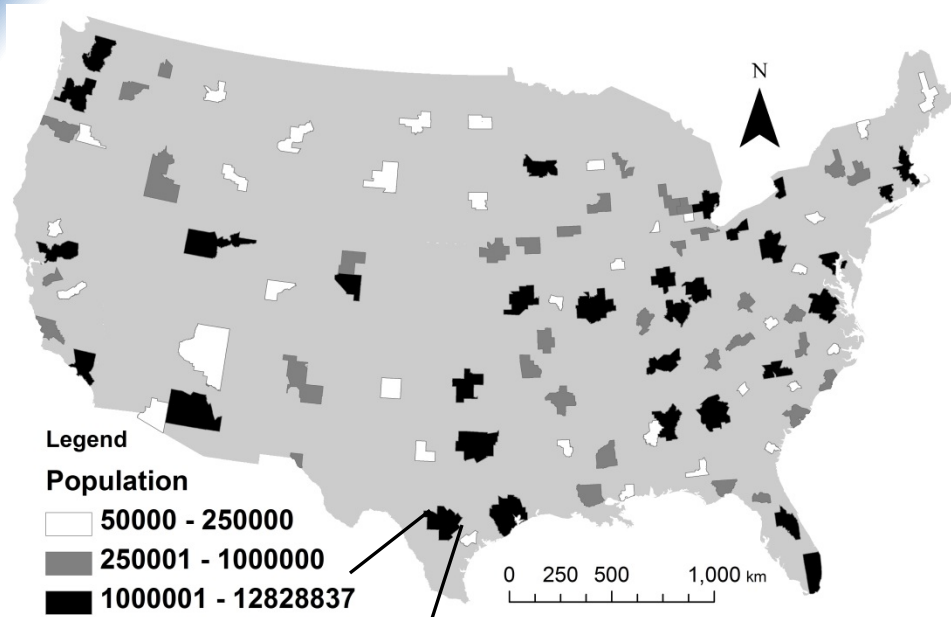 N
Legend
Population
50000 - 250000
250001 - 1000000
1000001 - 12828837
0 250 500 1,000 km